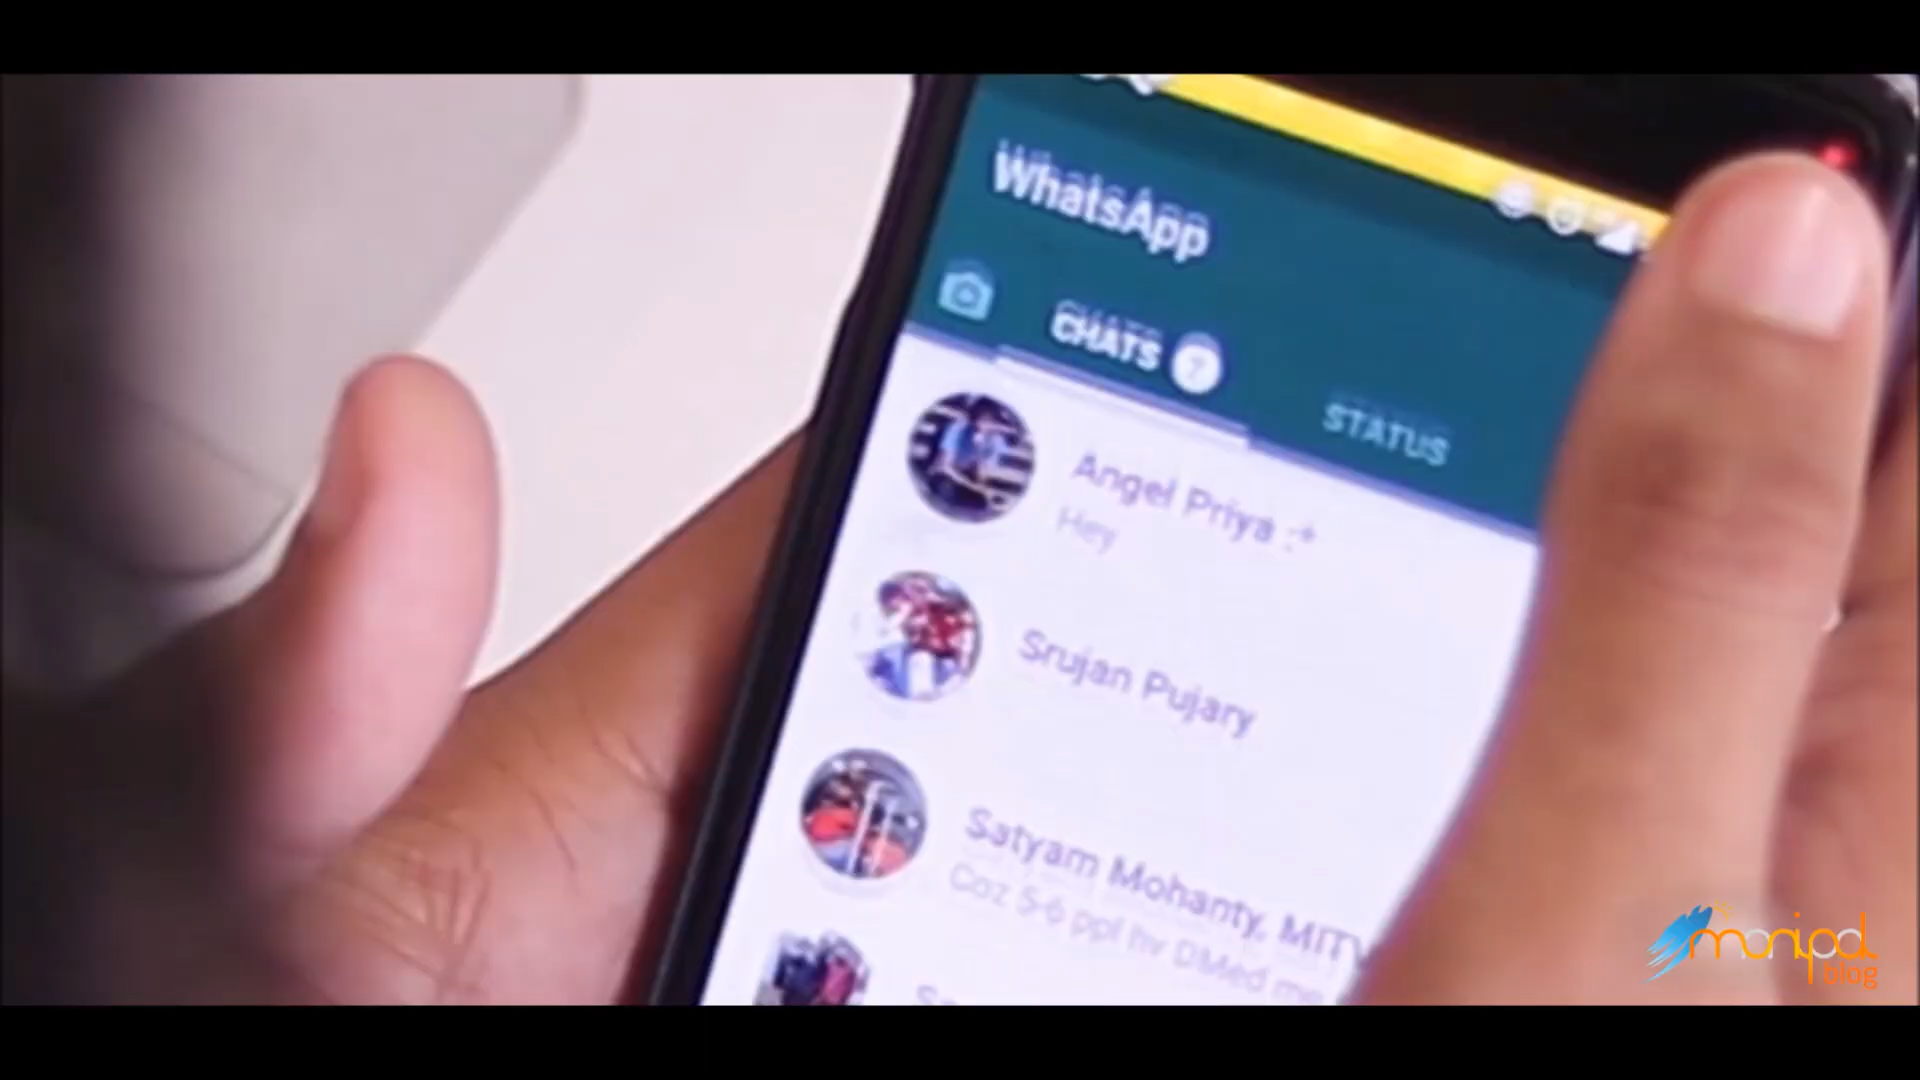 WhatsApp
CHATS 7
STATUS
Angel Priya :*
Hey
Srujan Pujary
Satyam Mohanty, MITV
Coz 5-6 ppl hv DMed me
manipal
blog